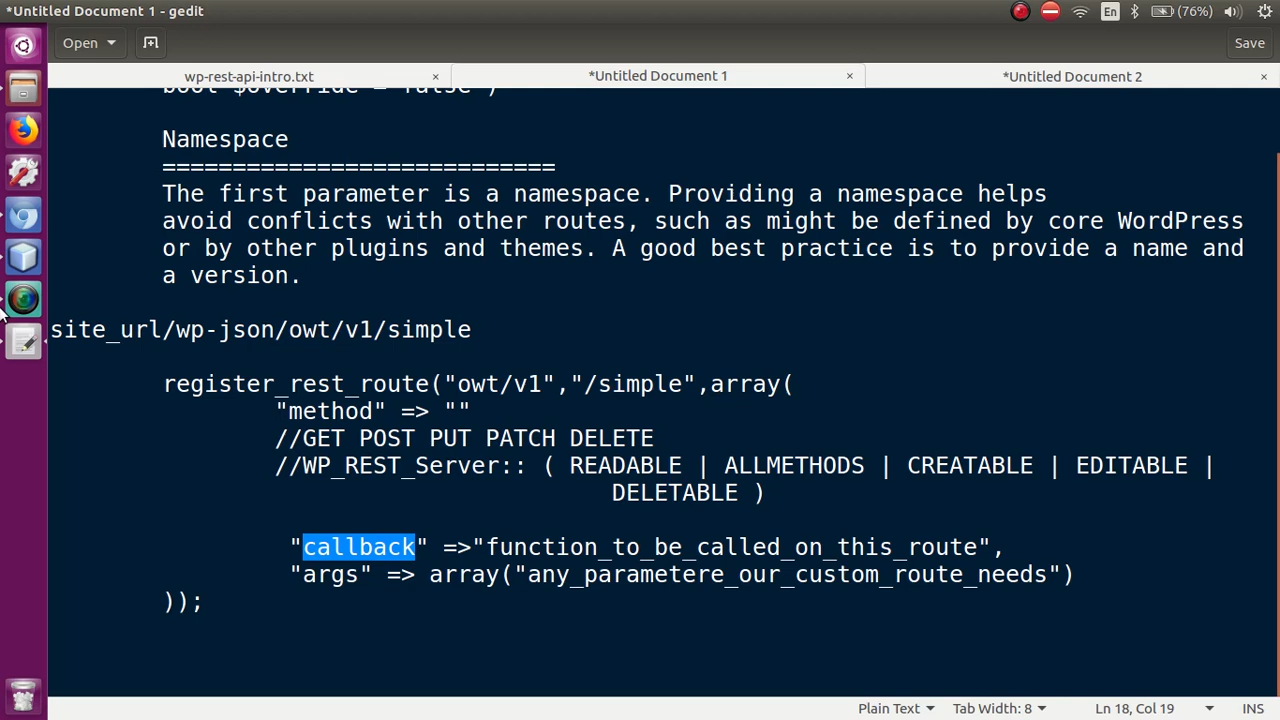 *Untitled Document 1 - gedit
En
(76%)
Open
Save
wp-rest-api-intro.txt
*Untitled Document 1
*Untitled Document 2
bool $override = false )
Namespace
============================
The first parameter is a namespace. Providing a namespace helps
avoid conflicts with other routes, such as might be defined by core WordPress
or by other plugins and themes. A good best practice is to provide a name and
a version.
site_url/wp-json/owt/v1/simple
register_rest_route("owt/v1","/simple",array(
"method" => ""
//GET POST PUT PATCH DELETE
//WP_REST_Server:: ( READABLE | ALLMETHODS | CREATABLE | EDITABLE |
DELETABLE )
"callback" =>"function_to_be_called_on_this_route",
"args" => array("any_parametere_our_custom_route_needs")
));
Plain Text
Tab Width: 8
Ln 18, Col 19
INS